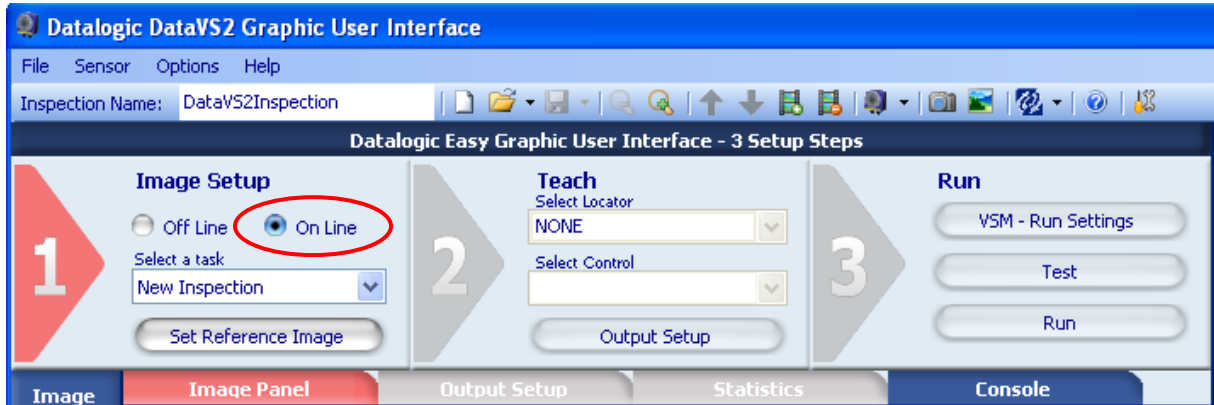 Datalogic DataVS2 Graphic User Interface
File Sensor Options Help
Inspection Name: DataVS2Inspection
Datalogic Easy Graphic User Interface - 3 Setup Steps
1
Image Setup
Off Line On Line
Select a task
New Inspection
Set Reference Image
2
Teach
Select Locator
NONE
Select Control
Output Setup
3
Run
VSM - Run Settings
Test
Run
Image Image Panel Output Setup Statistics Console